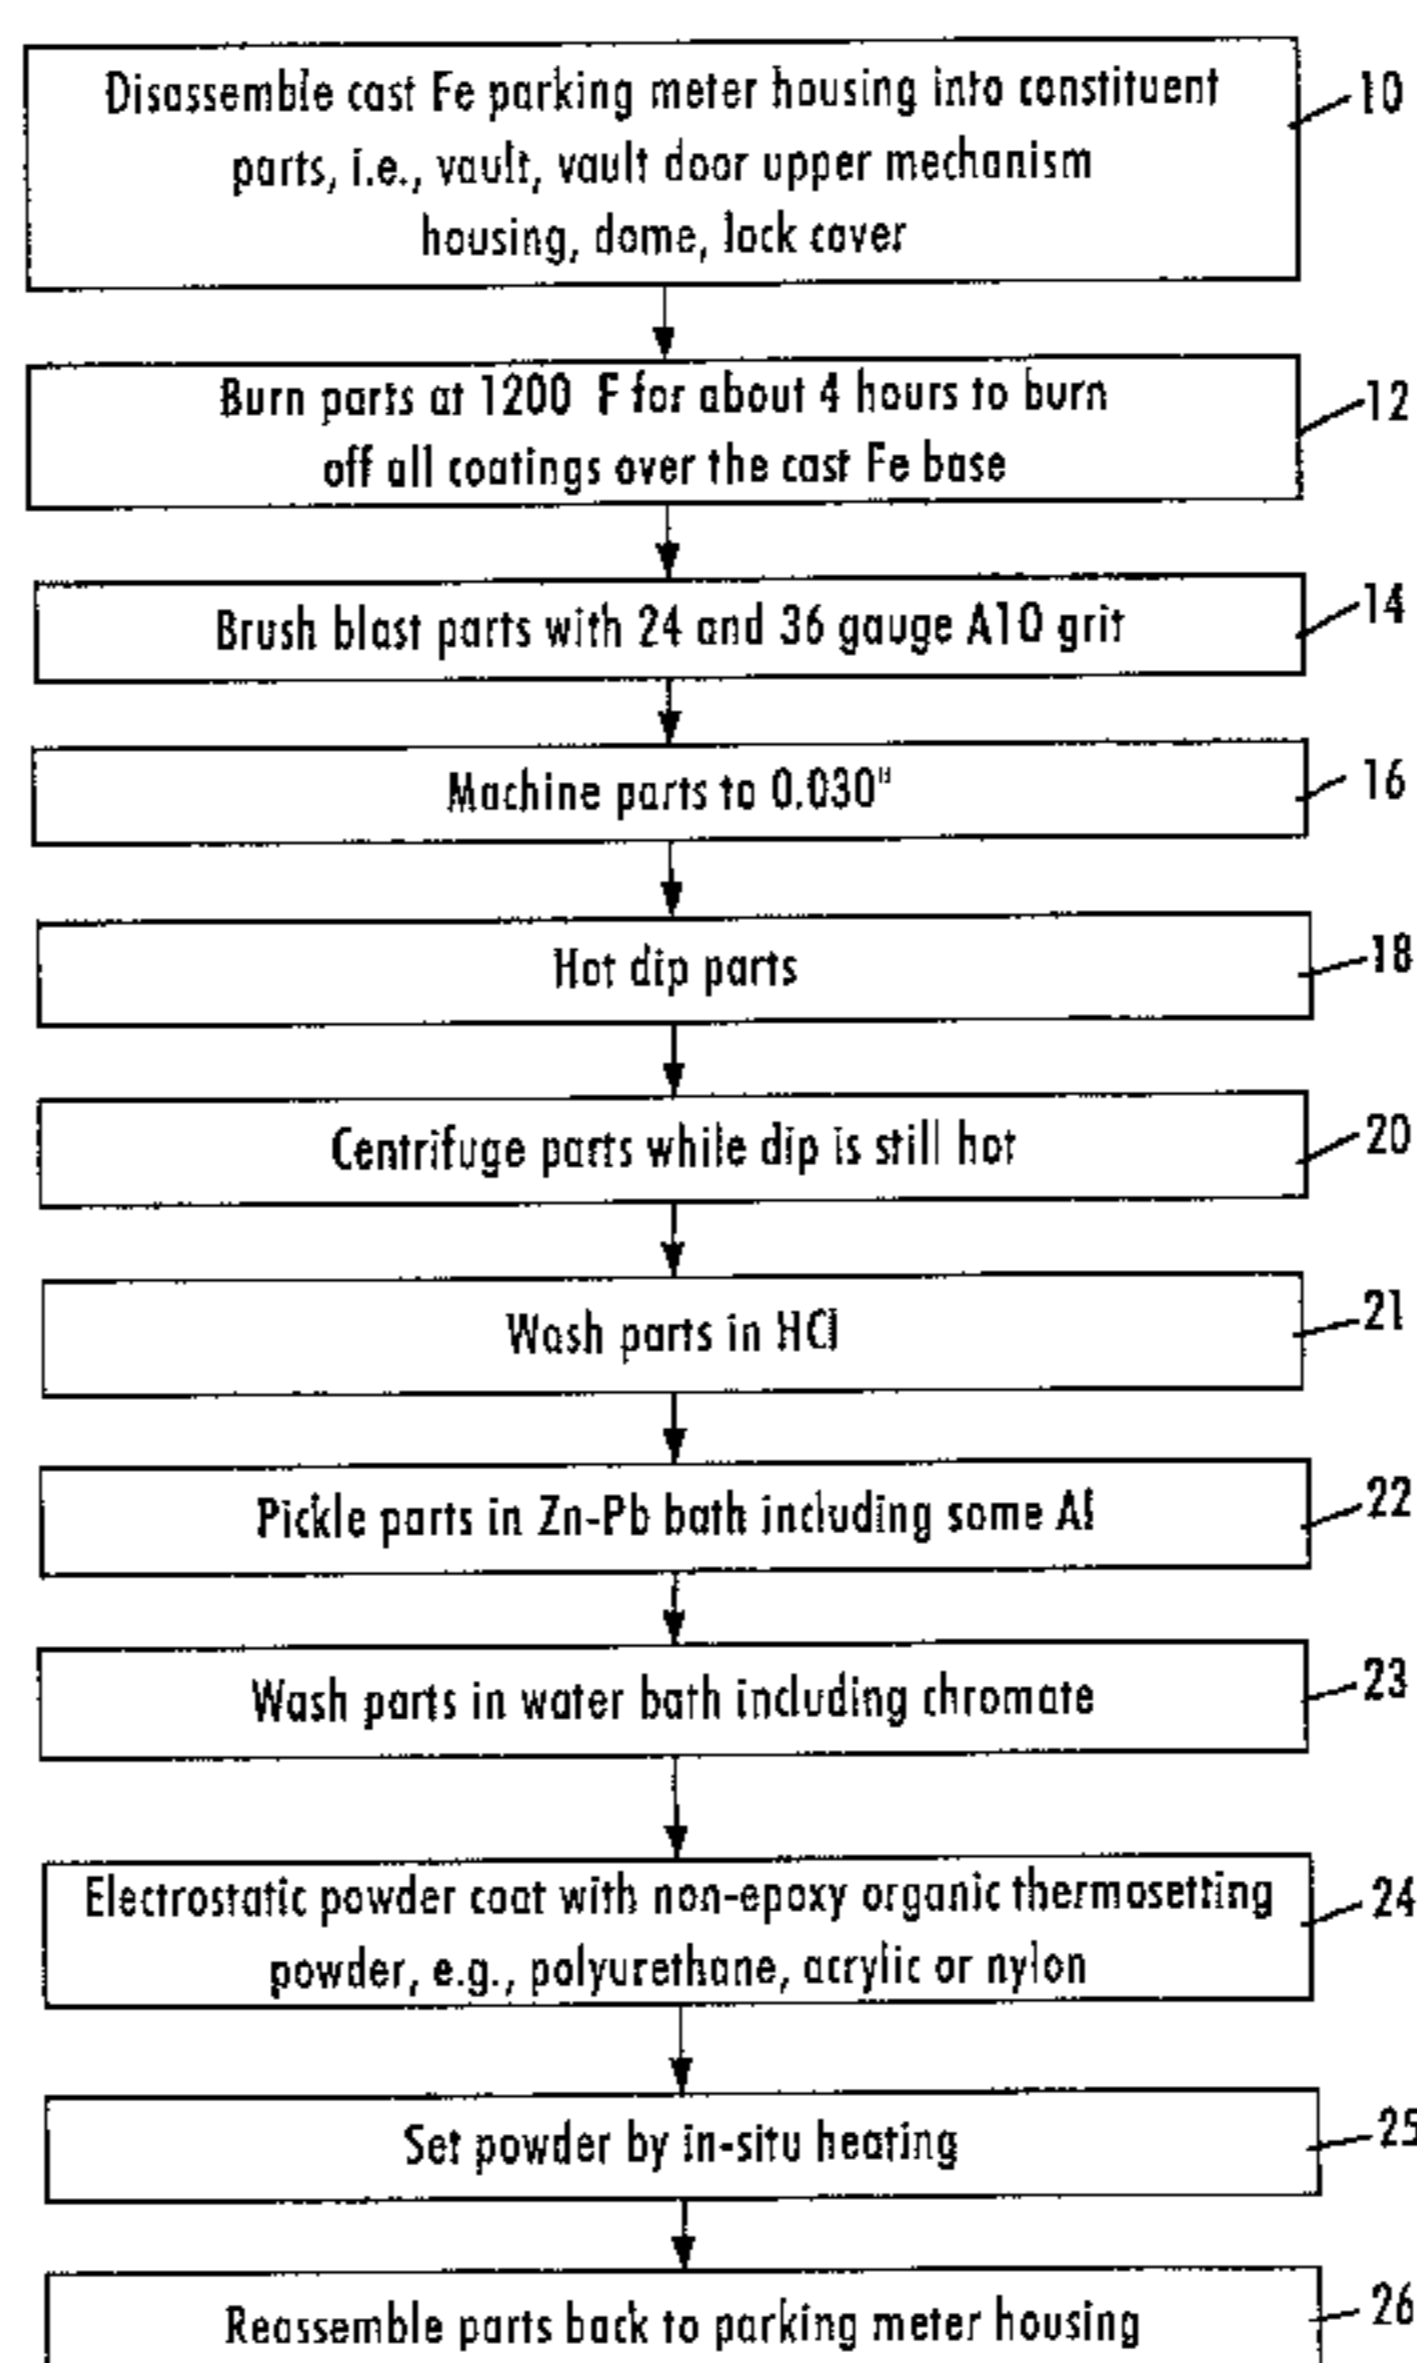 Disassemble cast Fe parking meter housing into constituent
parts, i.e., vault, vault door upper mechanism
housing, dome, lock cover
10
Burn parts at 1200 F for about 4 hours to burn
off all coatings over the cast Fe base
12
Brush blast parts with 24 and 36 gauge A10 grit
14
Machine parts to 0.030"
16
Hot dip parts
18
Centrifuge parts while dip is still hot
20
Wash parts in HCl
21
Pickle parts in Zn-Pb bath including some Al
22
Wash parts in water bath including chromate
23
Electrostatic powder coat with non-epoxy organic thermosetting
powder, e.g., polyurethane, acrylic or nylon
24
Set powder by in-situ heating
25
Reassemble parts back to parking meter housing
26